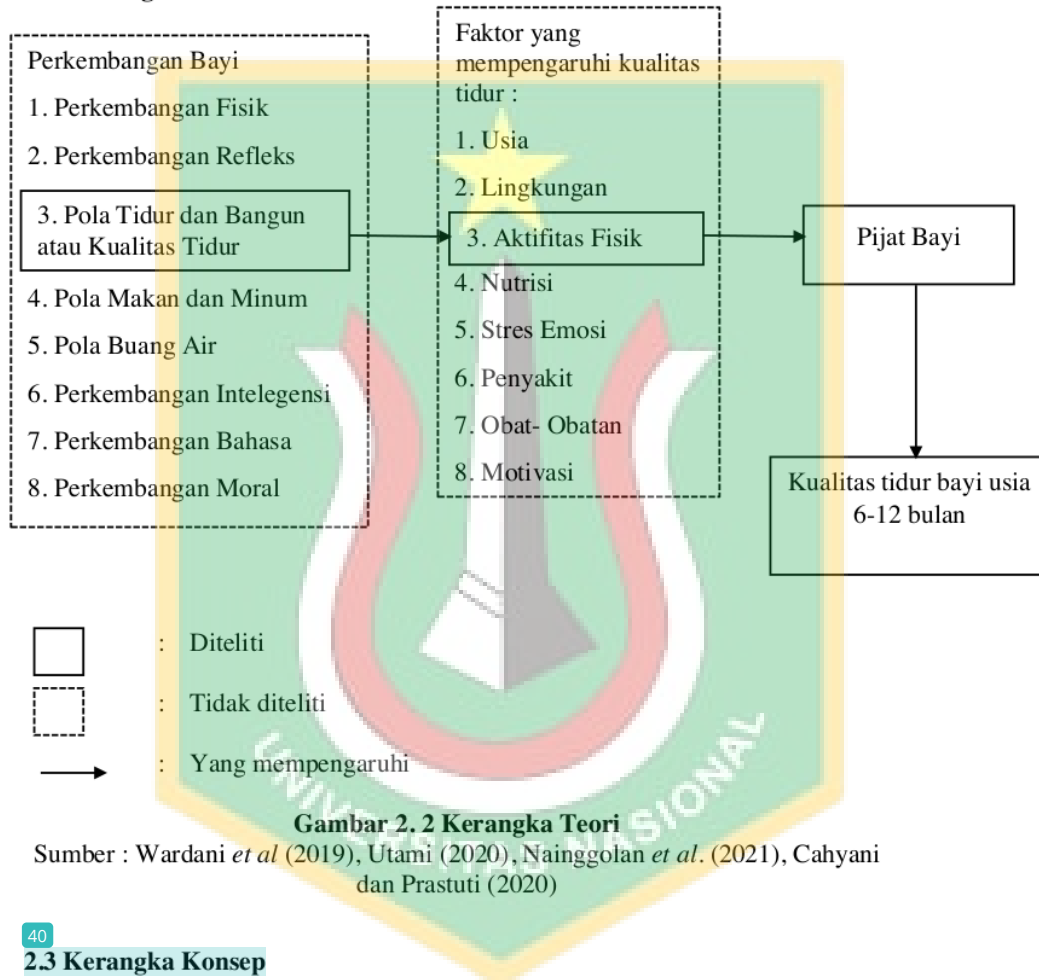 Perkembangan Bayi
1. Perkembangan Fisik
2. Perkembangan Refleks
3. Pola Tidur dan Bangun
atau Kualitas Tidur
4. Pola Makan dan Minum
5. Pola Buang Air
6. Perkembangan Intelegensi
7. Perkembangan Bahasa
8. Perkembangan Moral
Faktor yang
mempengaruhi kualitas
tidur :
1. Usia
2. Lingkungan
3. Aktifitas Fisik
4. Nutrisi
5. Stres Emosi
6. Penyakit
7. Obat- Obatan
8. Motivasi
Pijat Bayi
Kualitas tidur bayi usia
6-12 bulan
: Diteliti
: Tidak diteliti
: Yang mempengaruhi
UNIVERSITAS NASIONAL
Gambar 2. 2 Kerangka Teori
Sumber : Wardani et al (2019), Utami (2020), Nainggolan et al. (2021), Cahyani
dan Prastuti (2020)
40
2.3 Kerangka Konsep